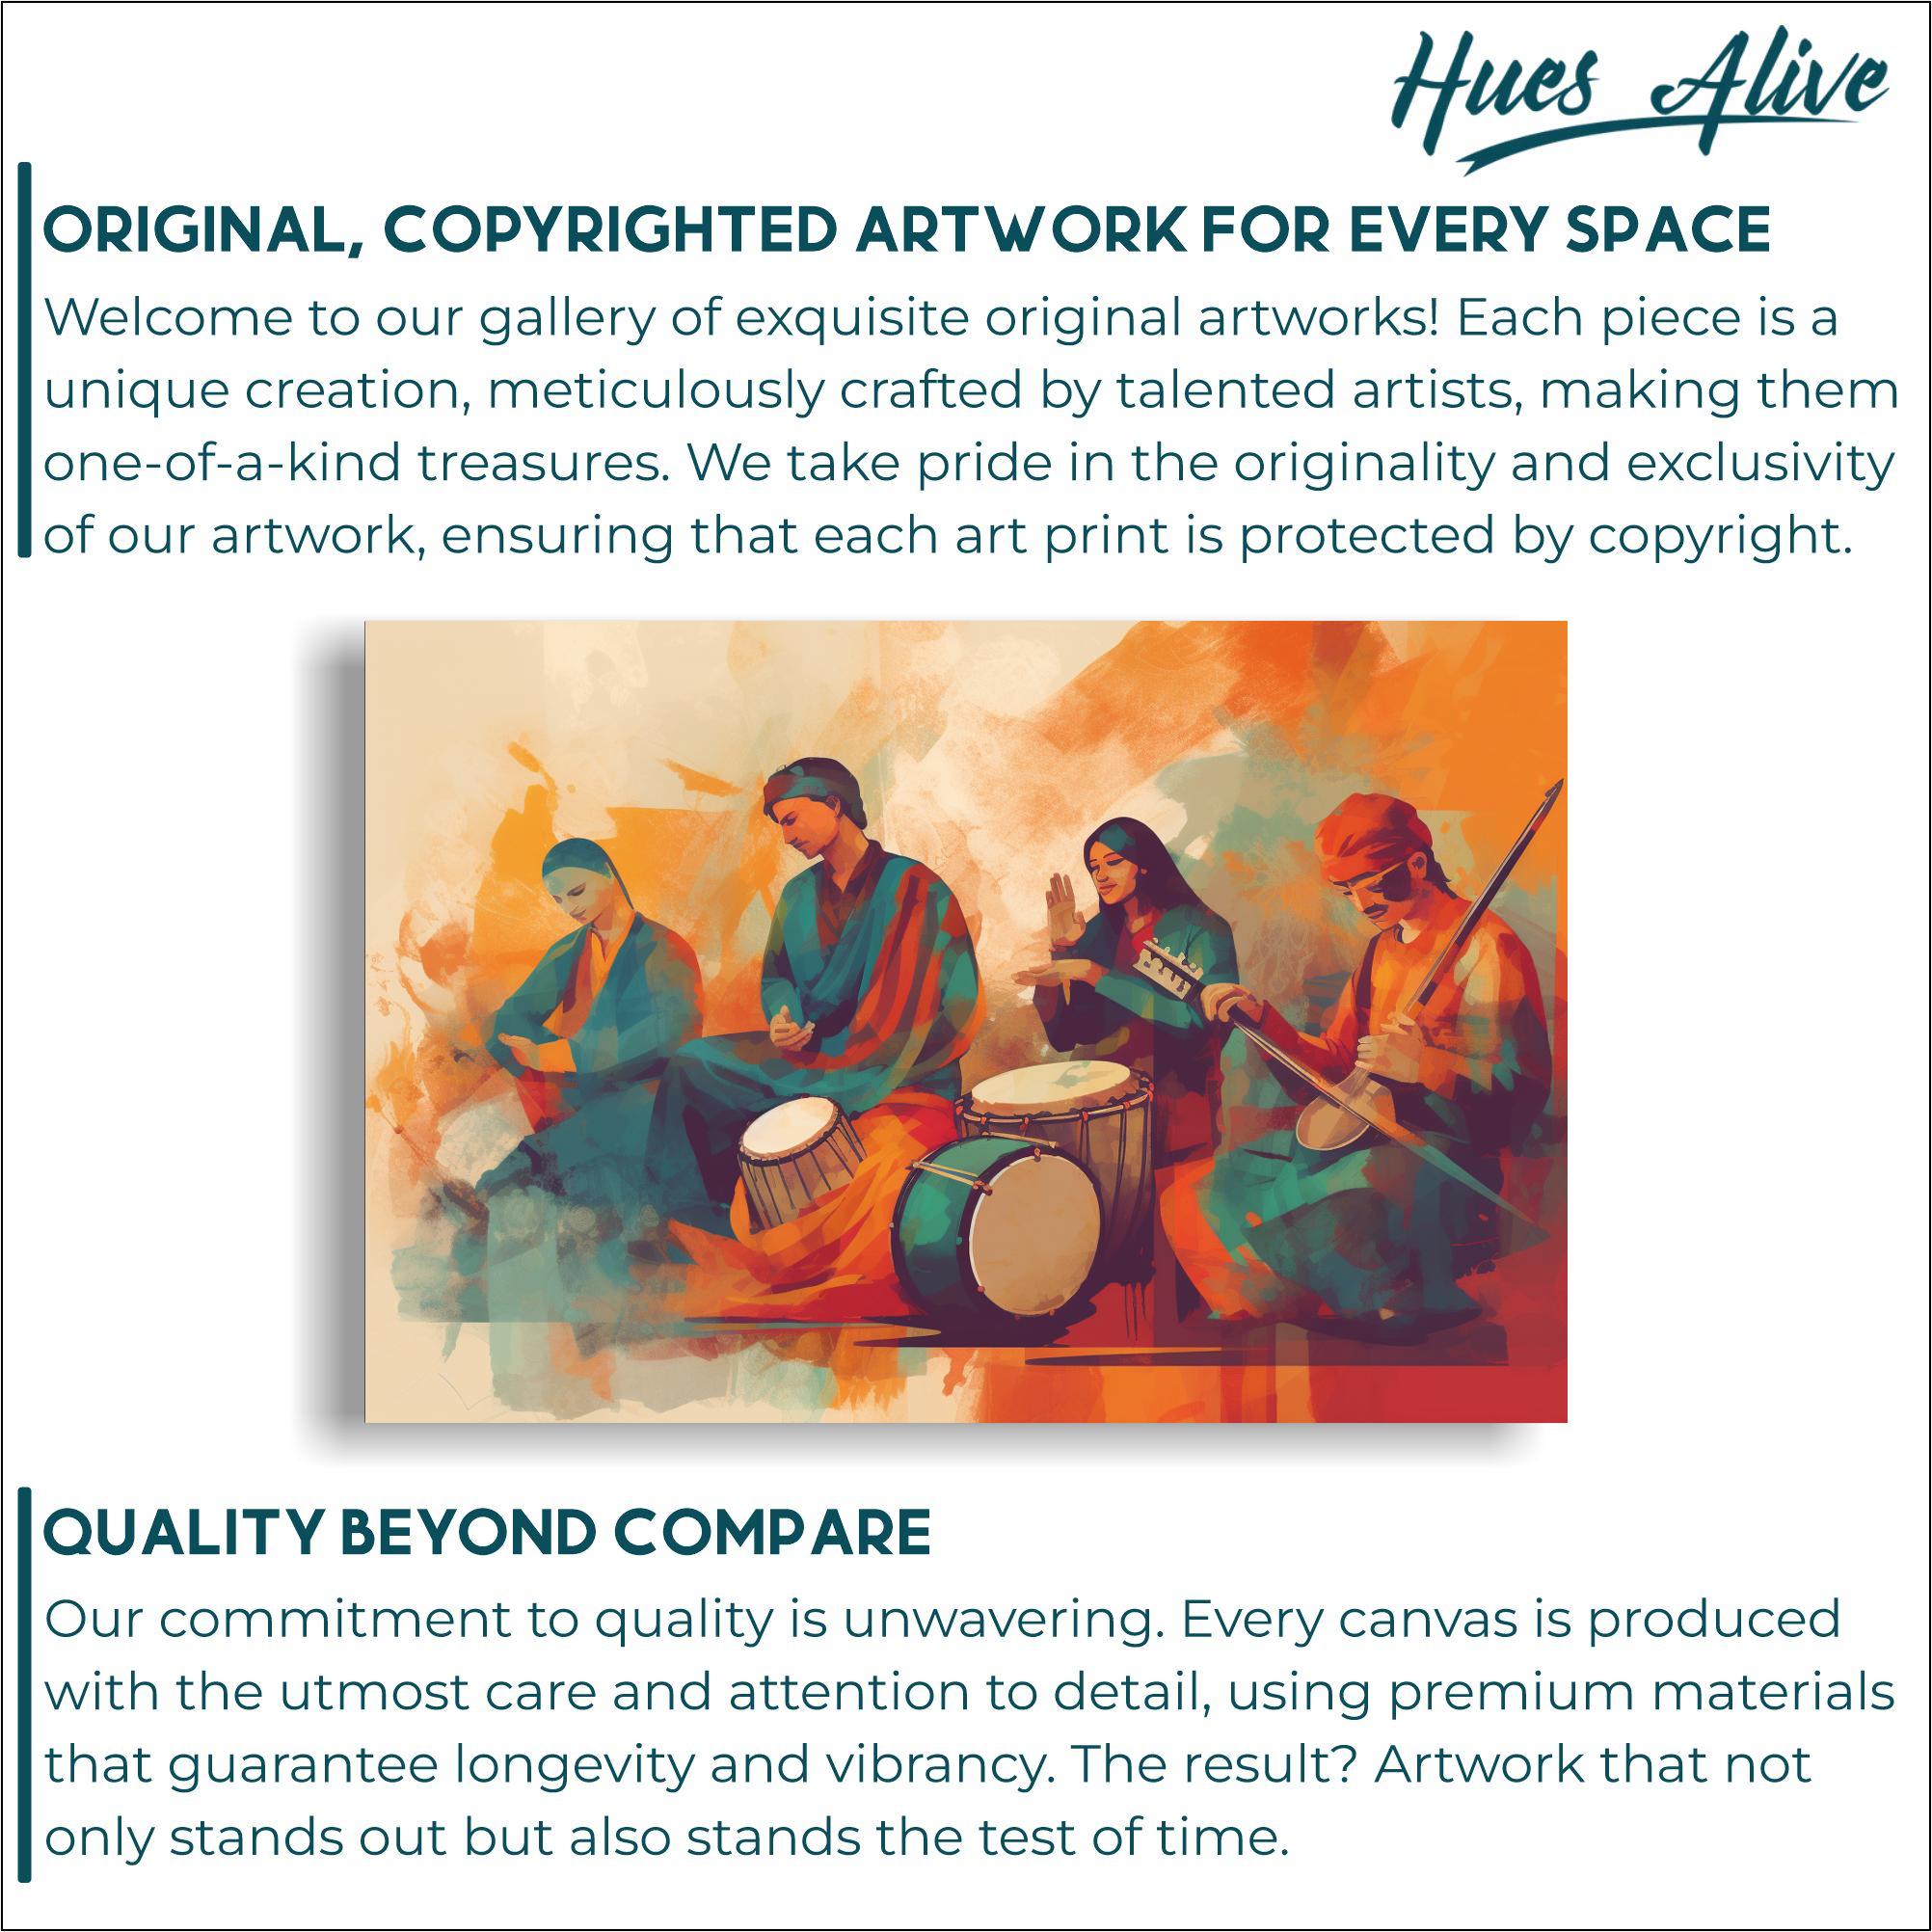 Hues Alive
ORIGINAL, COPYRIGHTED ARTWORK FOR EVERY SPACE
Welcome to our gallery of exquisite original artworks! Each piece is a
unique creation, meticulously crafted by talented artists, making them
one-of-a-kind treasures. We take pride in the originality and exclusivity
of our artwork, ensuring that each art print is protected by copyright.
QUALITY BEYOND COMPARE
Our commitment to quality is unwavering. Every canvas is produced
with the utmost care and attention to detail, using premium materials
that guarantee longevity and vibrancy. The result? Artwork that not
only stands out but also stands the test of time.